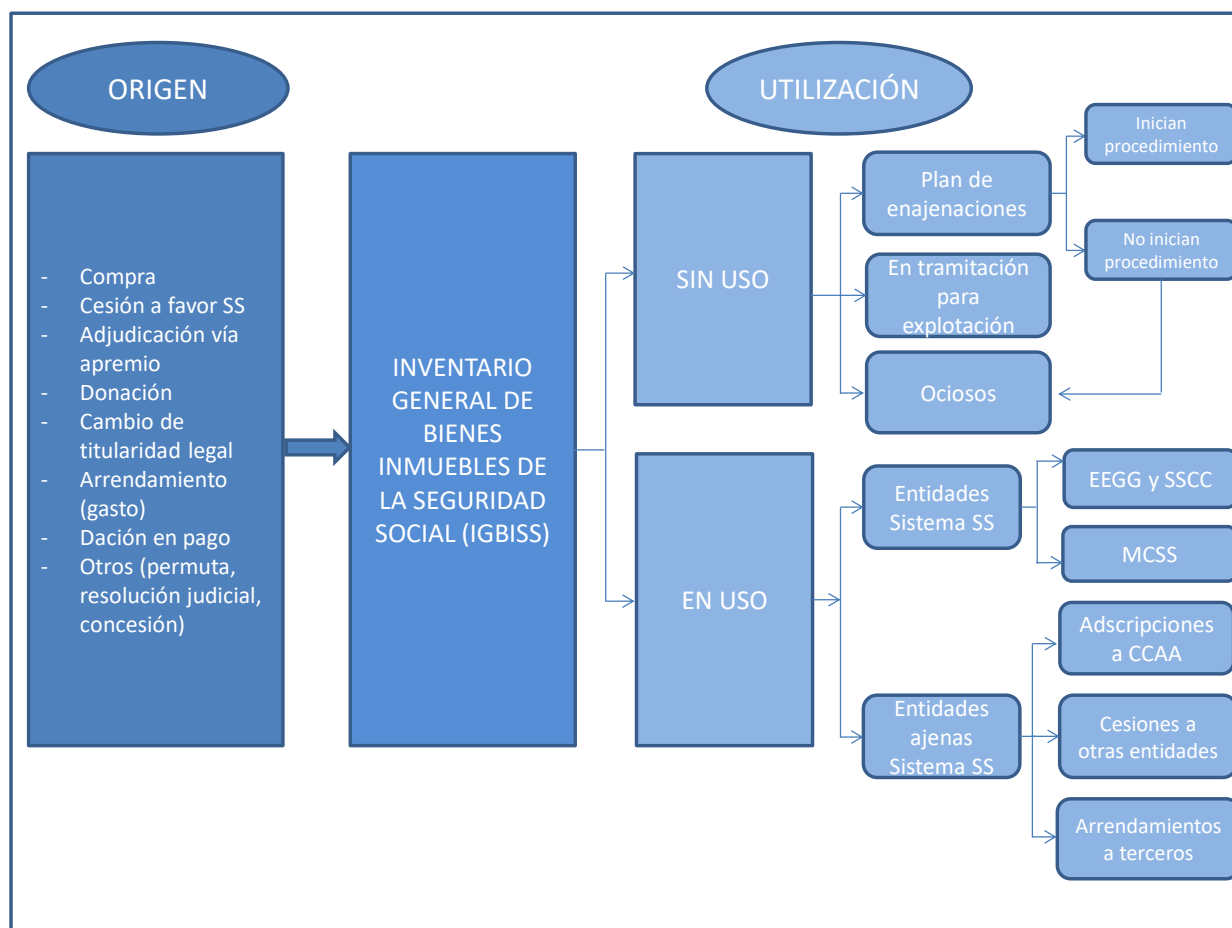 ORIGEN
UTILIZACIÓN
- Compra
- Cesión a favor SS
- Adjudicación vía
apremio
- Donación
- Cambio de
titularidad legal
- Arrendamiento
(gasto)
- Dación en pago
- Otros (permuta,
resolución judicial,
concesión)
INVENTARIO
GENERAL DE
BIENES
INMUEBLES DE
LA SEGURIDAD
SOCIAL (IGBISS)
SIN USO
Plan de
enajenaciones
Inician
procedimiento
No inician
procedimiento
En tramitación
para
explotación
Ociosos
EN USO
Entidades
Sistema SS
EEGG y SSCC
MCSS
Entidades
ajenas
Sistema SS
Adscripciones
a CCAA
Cesiones a
otras entidades
Arrendamientos
a terceros